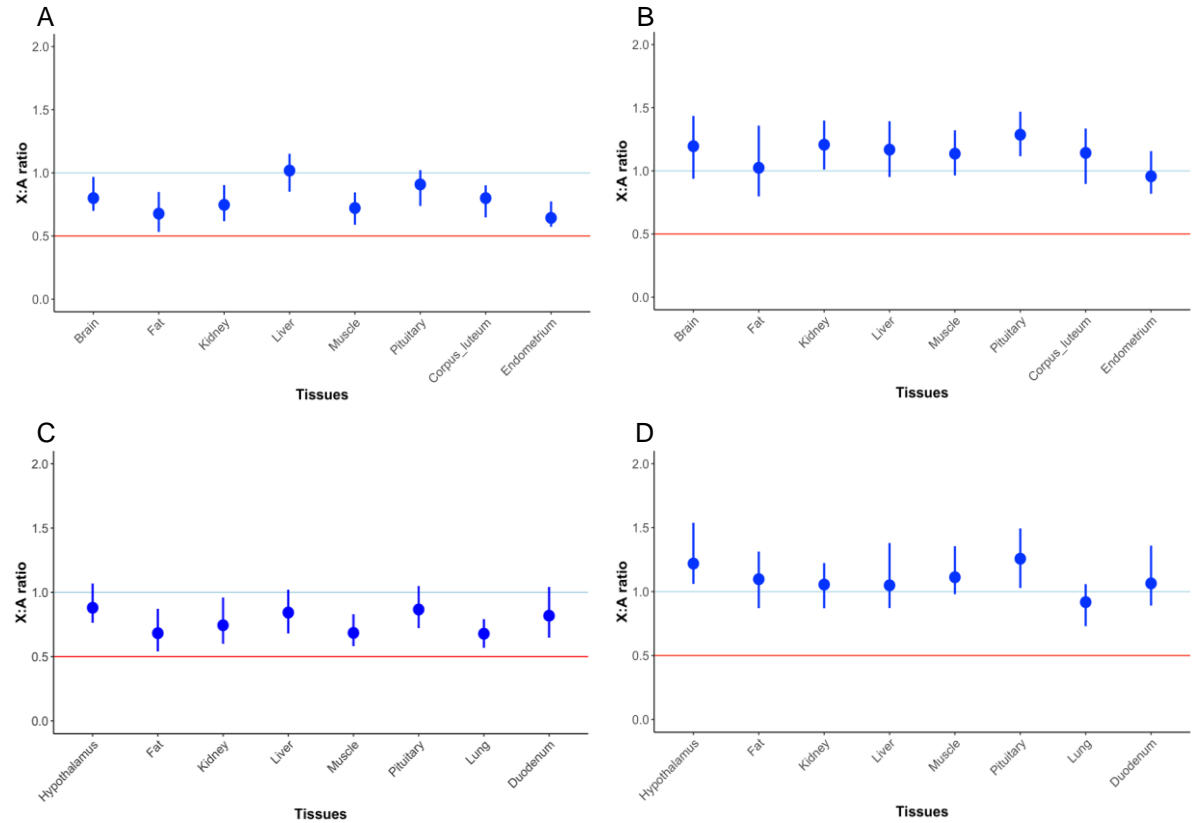 A
X:A ratio
2.0
1.5
1.0
0.5
0.0
Brain
Fat
Kidney
Liver
Muscle
Pituitary
Corpus_luteum
Endometrium
Tissues
B
X:A ratio
2.0
1.5
1.0
0.5
0.0
Brain
Fat
Kidney
Liver
Muscle
Pituitary
Corpus_luteum
Endometrium
Tissues
C
X:A ratio
2.0
1.5
1.0
0.5
0.0
Hypothalamus
Fat
Kidney
Liver
Muscle
Pituitary
Lung
Duodenum
Tissues
D
X:A ratio
2.0
1.5
1.0
0.5
0.0
Hypothalamus
Fat
Kidney
Liver
Muscle
Pituitary
Lung
Duodenum
Tissues